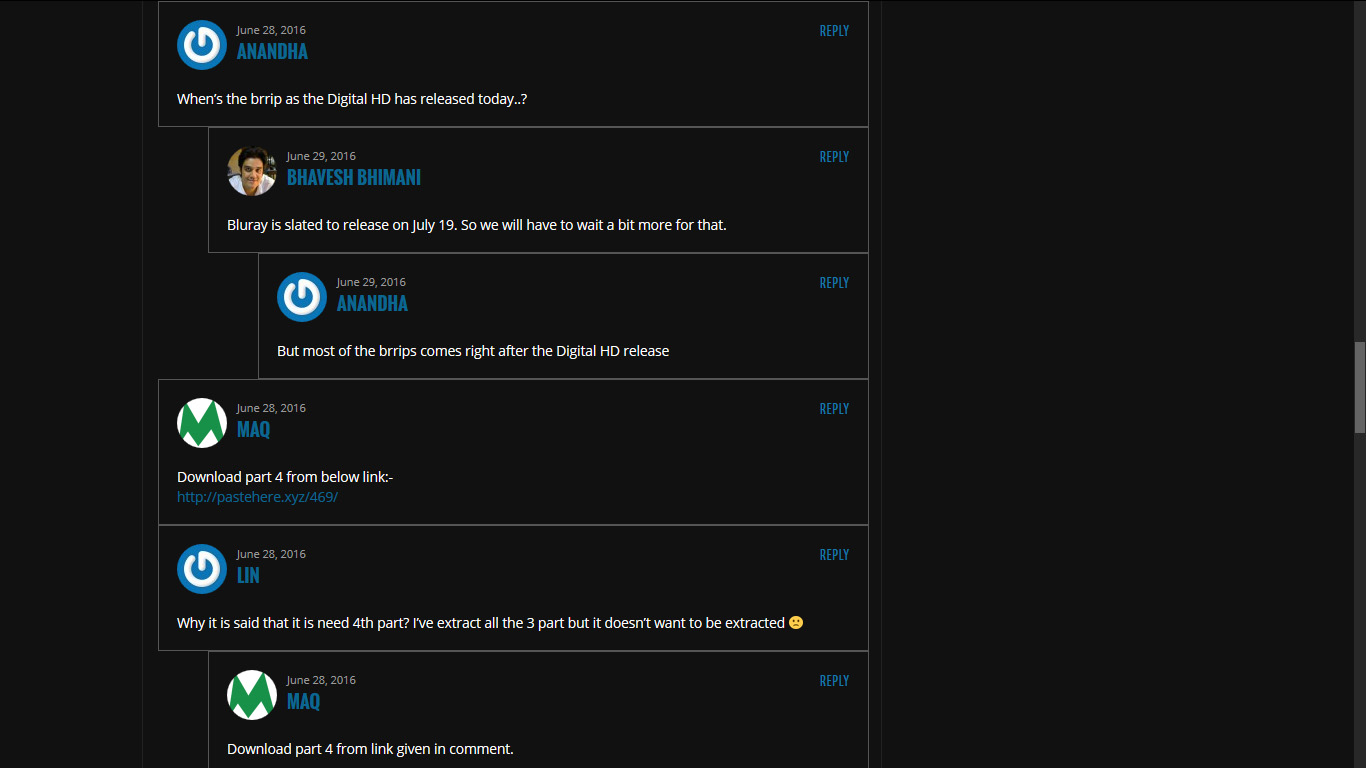 June 28, 2016
REPLY
ANANDHA
When's the brrip as the Digital HD has released today..?
June 29, 2016
REPLY
BHAVESH BHIMANI
Bluray is slated to release on July 19. So we will have to wait a bit more for that.
June 29, 2016
REPLY
ANANDHA
But most of the brrips comes right after the Digital HD release
June 28, 2016
REPLY
MAQ
Download part 4 from below link:-
http://pastehere.xyz/469/
June 28, 2016
REPLY
LIN
Why it is said that it is need 4th part? I've extract all the 3 part but it doesn't want to be extracted 🙁
June 28, 2016
REPLY
MAQ
Download part 4 from link given in comment.